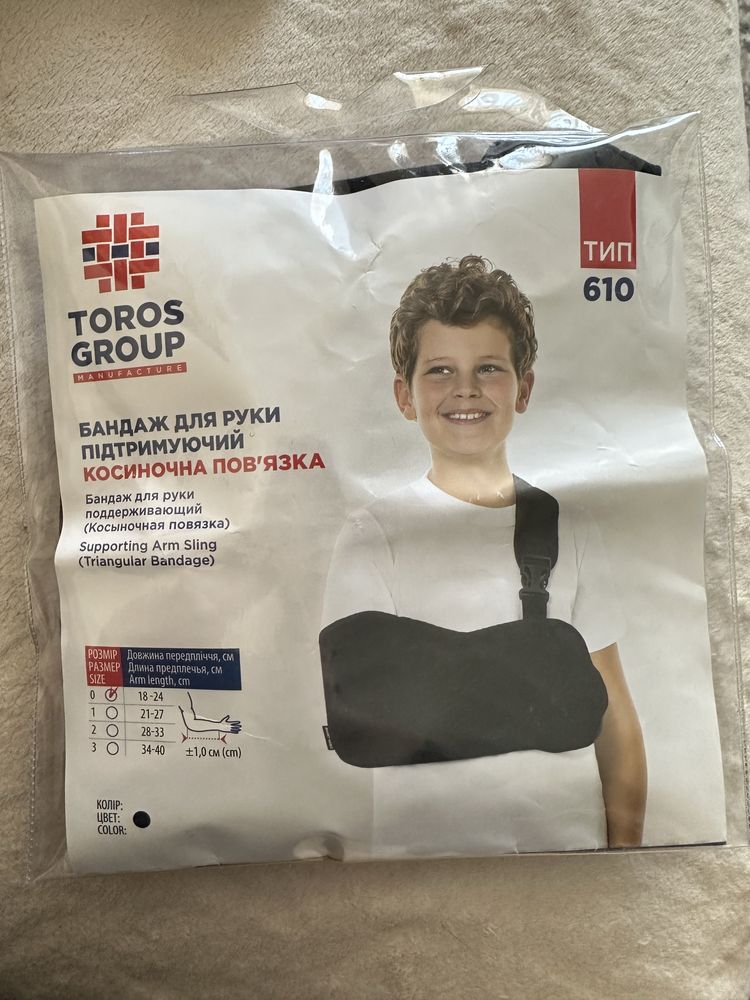 TOROS
GROUP
MANUFACTURE
ТИП
610
БАНДАЖ ДЛЯ РУКИ
ПІДТРИМУЮЧИЙ
КОСИНОЧНА ПОВ'ЯЗКА
Бандаж для руки
поддерживающий
(Косыночная повязка)
Supporting Arm Sling
(Triangular Bandage)
РОЗМІР Довжина передпліччя, см
РАЗМЕР Длина предплечья, см
SIZE Arm length, cm
0 18-24
1 21-27
2 28-33
3 34-40 ±1,0 см (cm)
КОЛІР:
ЦВЕТ:
COLOR: